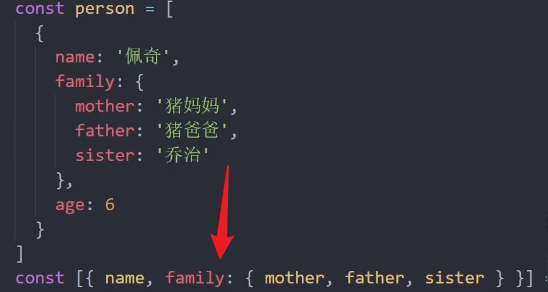 const person = [
{
name: '佩奇',
family: {
mother: '猪妈妈',
father: '猪爸爸',
sister: '乔治'
},
age: 6
}
]
const [{ name, family: { mother, father, sister } }] =